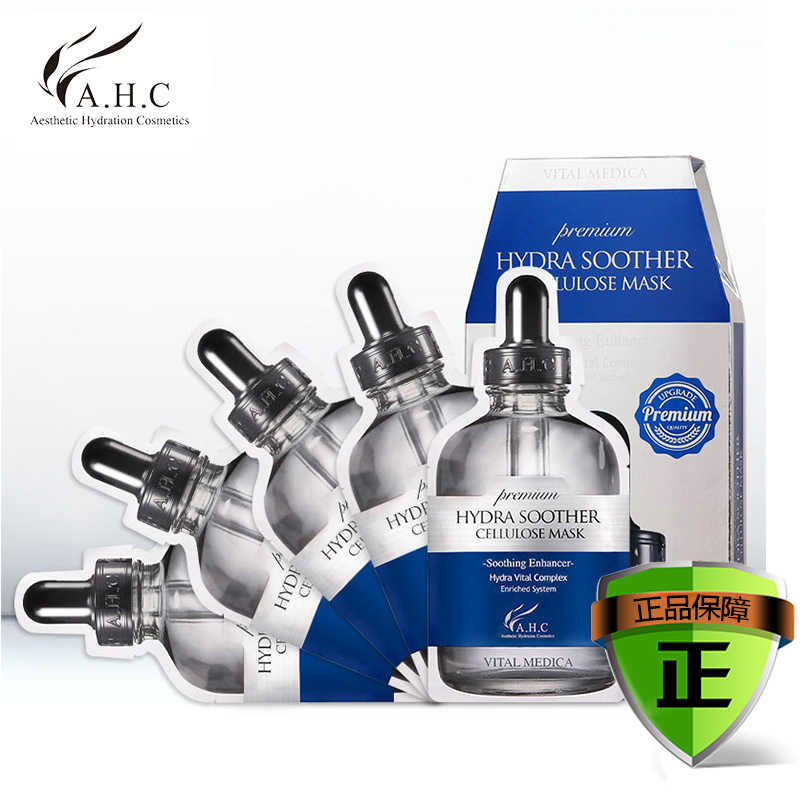 A.H.C
Aesthetic Hydration Cosmetics
VITAL MEDICA
premium
HYDRA SOOTHER
CELLULOSE MASK
UPGRADE
Premium
QUALITY
A.H.C
A.H.C
A.H.C
A.H.C
A.H.C
premium
HYDRA SOOTHER
CELLULOSE MASK
-Soothing Enhancer-
Hydra Vital Complex
Enriched System
A.H.C
Aesthetic Hydration Cosmetics
VITAL MEDICA
正品保障
正